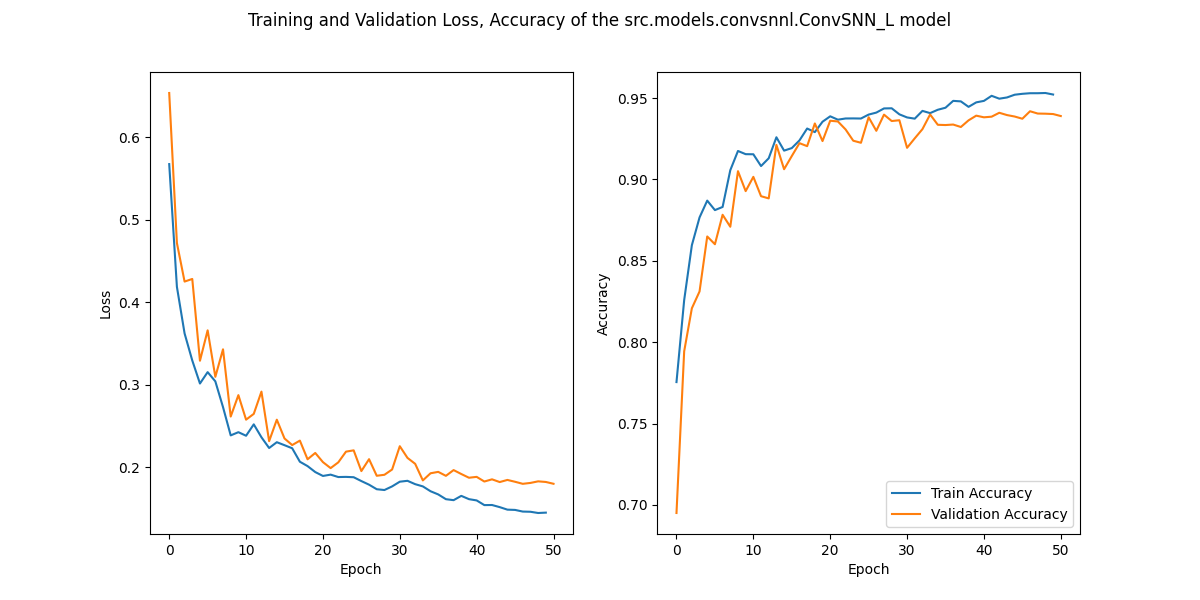 Training and Validation Loss, Accuracy of the src.models.convsnnl.ConvSNN_L model
Loss
0.6
0.5
0.4
0.3
0.2
0 10 20 30 40 50
Epoch
Accuracy
0.95
0.90
0.85
0.80
0.75
0.70
Train Accuracy
Validation Accuracy
0 10 20 30 40 50
Epoch